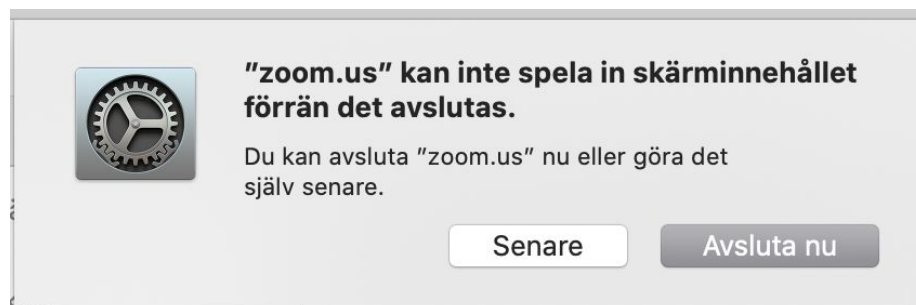 ”zoom.us” kan inte spela in skärminnehållet
förrän det avslutas.
Du kan avsluta ”zoom.us” nu eller göra det
själv senare.
Senare
Avsluta nu